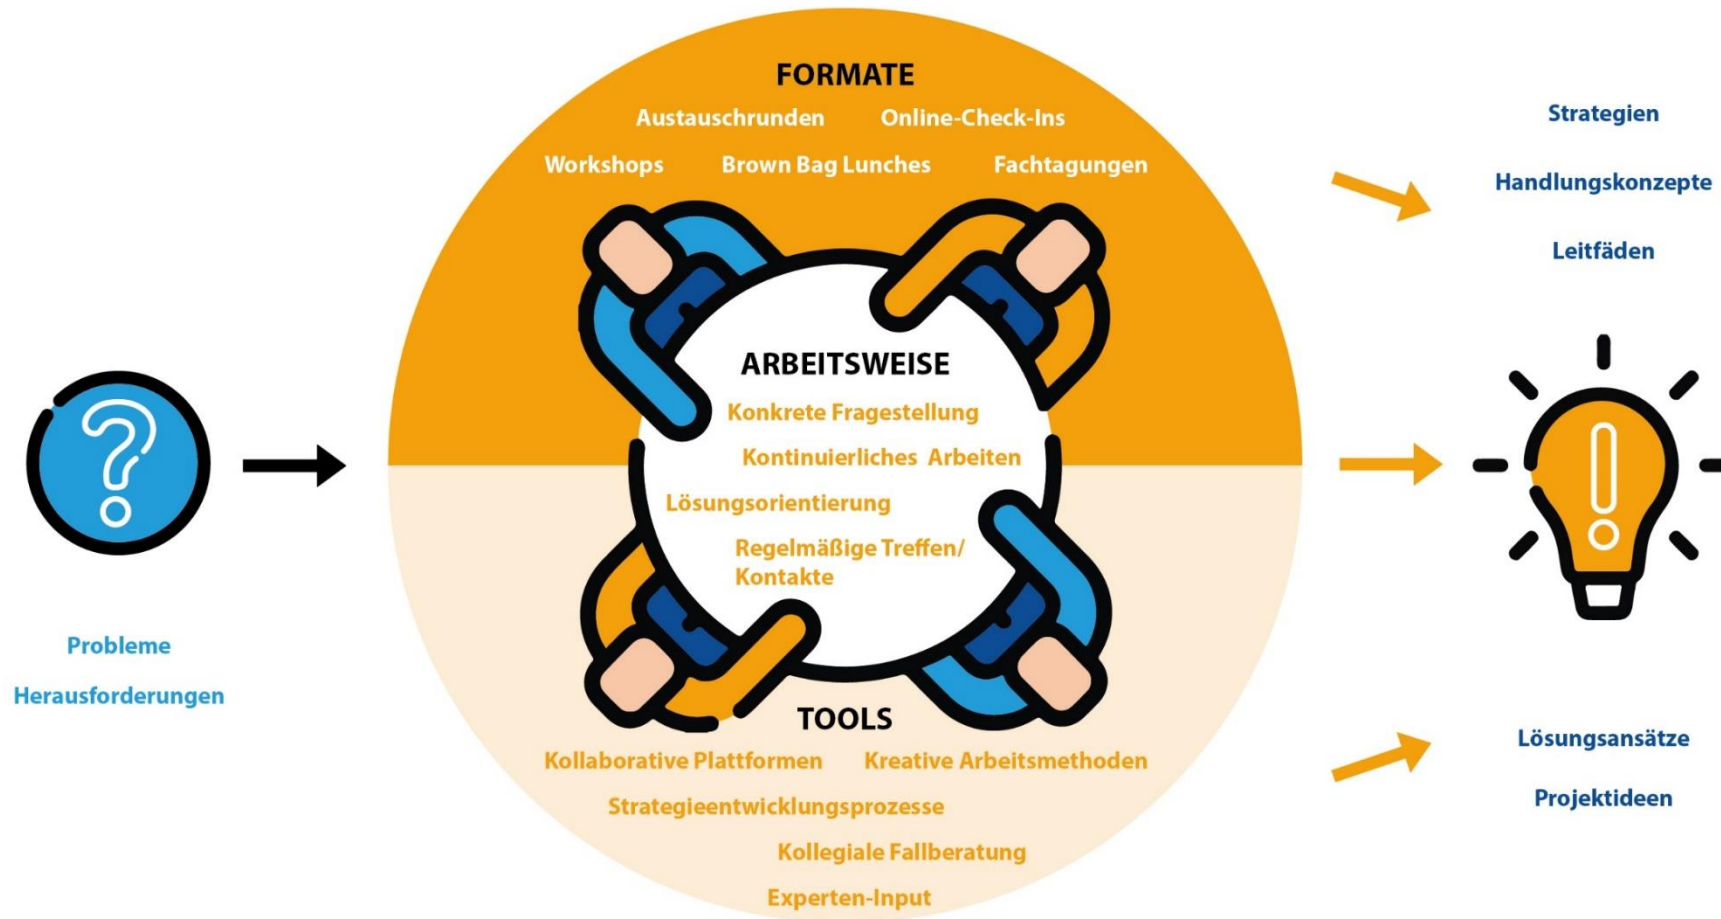 FORMATE
Austauschrunden Online-Check-Ins
Workshops Brown Bag Lunches Fachtagungen
ARBEITSWEISE
Konkrete Fragestellung
Kontinuierliches Arbeiten
Lösungsorientierung
Regelmäßige Treffen/
Kontakte
TOOLS
Kollaborative Plattformen Kreative Arbeitsmethoden
Strategieentwicklungsprozesse
Kollegiale Fallberatung
Experten-Input
?
Probleme
Herausforderungen
Strategien
Handlungskonzepte
Leitfäden
!
Lösungsansätze
Projektideen